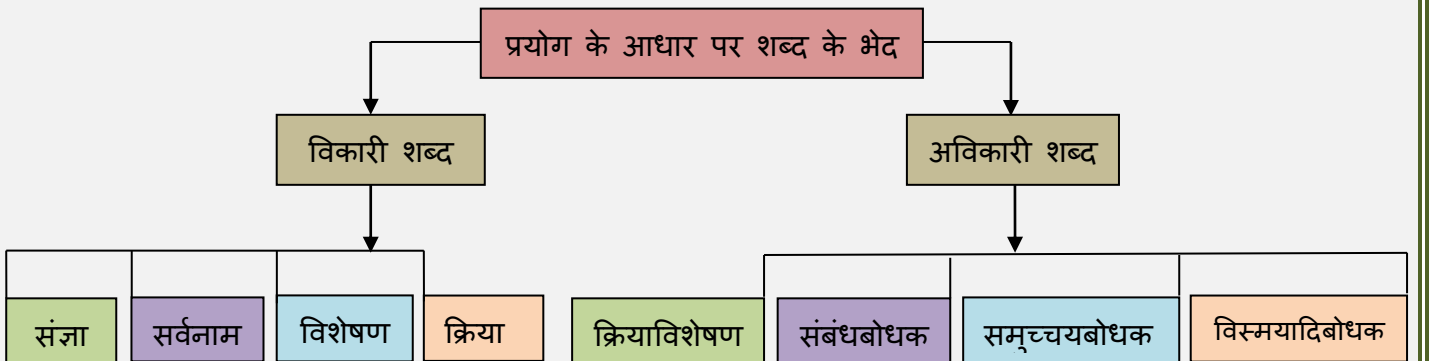 प्रयोग के आधार पर शब्द के भेद
विकारी शब्द
अविकारी शब्द
संज्ञा
सर्वनाम
विशेषण
क्रिया
क्रियाविशेषण
संबंधबोधक
समुच्चयबोधक
विस्मयादिबोधक